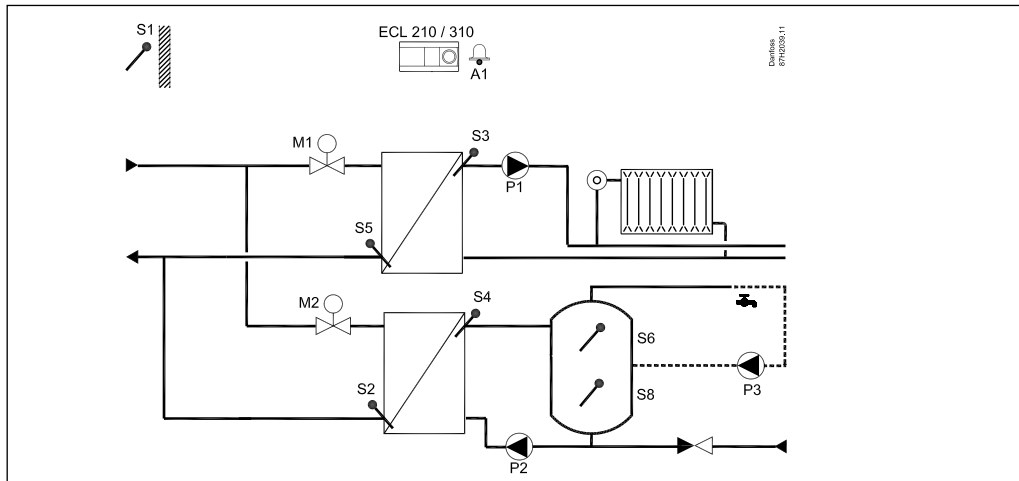 S1
ECL 210 / 310
A1
Danfoss
87H2039.11
M1
S3
P1
S5
M2
S4
S6
S2
S8
P3
P2